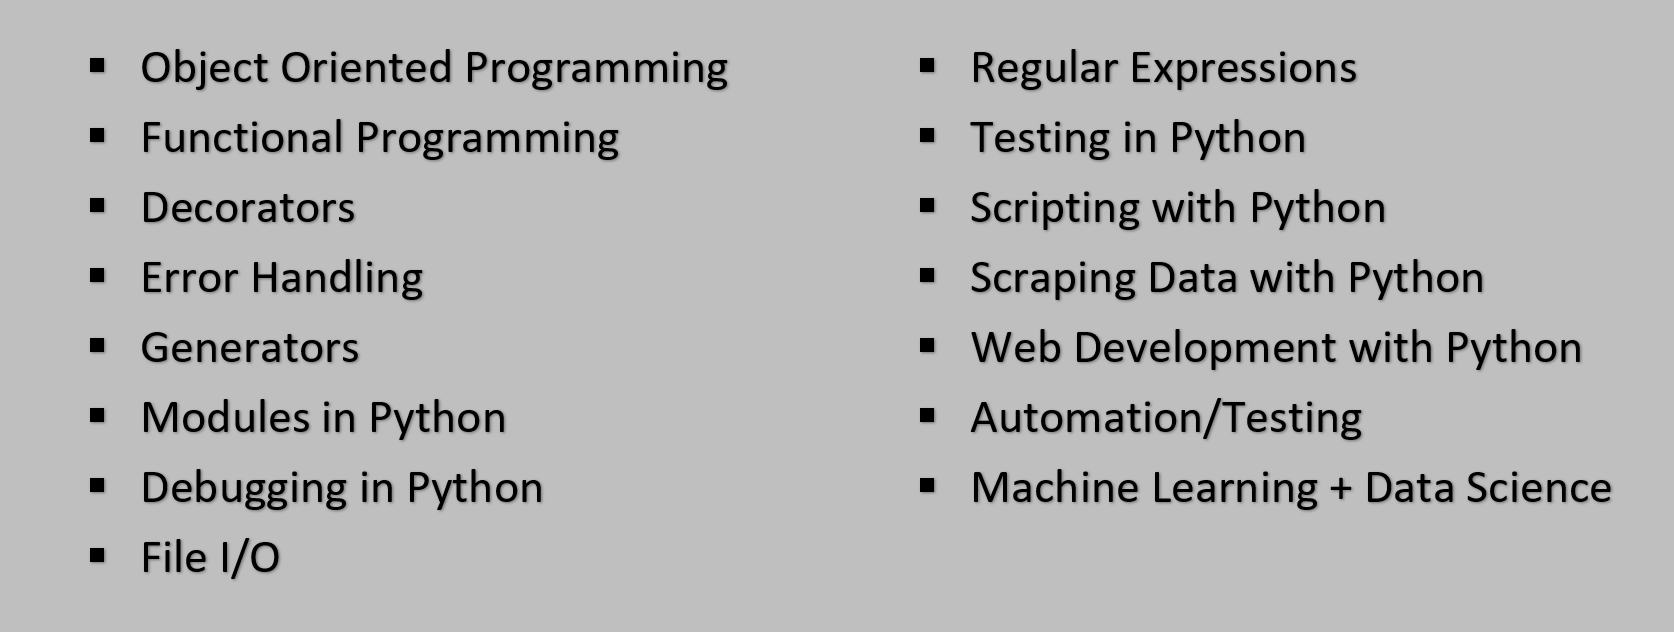 ▪ Object Oriented Programming
▪ Functional Programming
▪ Decorators
▪ Error Handling
▪ Generators
▪ Modules in Python
▪ Debugging in Python
▪ File I/O
▪ Regular Expressions
▪ Testing in Python
▪ Scripting with Python
▪ Scraping Data with Python
▪ Web Development with Python
▪ Automation/Testing
▪ Machine Learning + Data Science